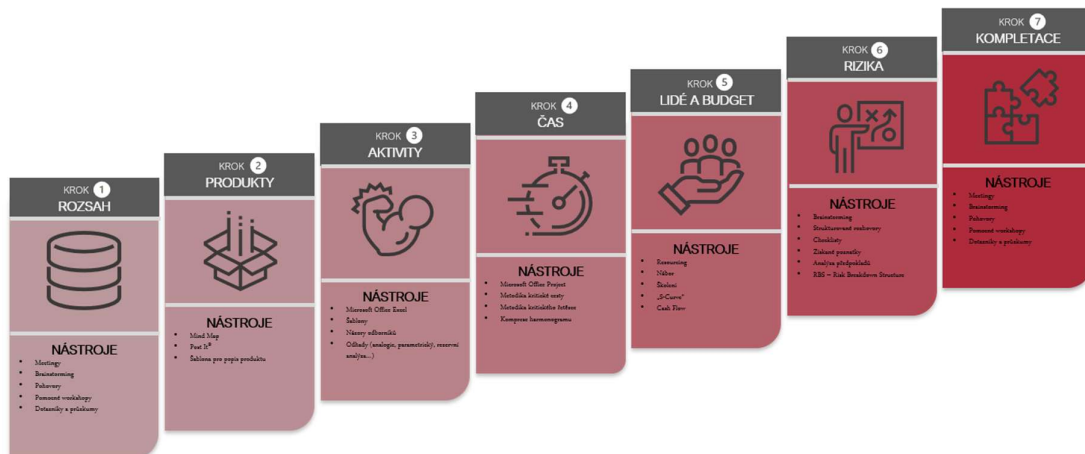 KROK 1
ROZSAH
NÁSTROJE
Meetingy
Brainstorming
Pohovory
Pomocné workshopy
Dotazníky a průzkumy
KROK 2
PRODUKTY
NÁSTROJE
Mind Map
Post It®
Šablona pro popis produktu
KROK 3
AKTIVITY
NÁSTROJE
Microsoft Office Excel
Šablony
Názory odborníků
Odhady (analogie, parametrický, rezervní
analýza...)
KROK 4
ČAS
NÁSTROJE
Microsoft Office Project
Metodika kritické cesty
Metodika kritického řetězu
Komprese harmonogramu
KROK 5
LIDÉ A BUDGET
NÁSTROJE
Resourcing
Nábor
Školení
„S-Curve“
Cash Flow
KROK 6
RIZIKA
NÁSTROJE
Brainstorming
Strukturované rozhovory
Checklisty
Získané poznatky
Analýza předpokladů
RBS – Risk Breakdown Structure
KROK 7
KOMPLETACE
NÁSTROJE
Meetingy
Brainstorming
Pohovory
Pomocné workshopy
Dotazníky a průzkumy